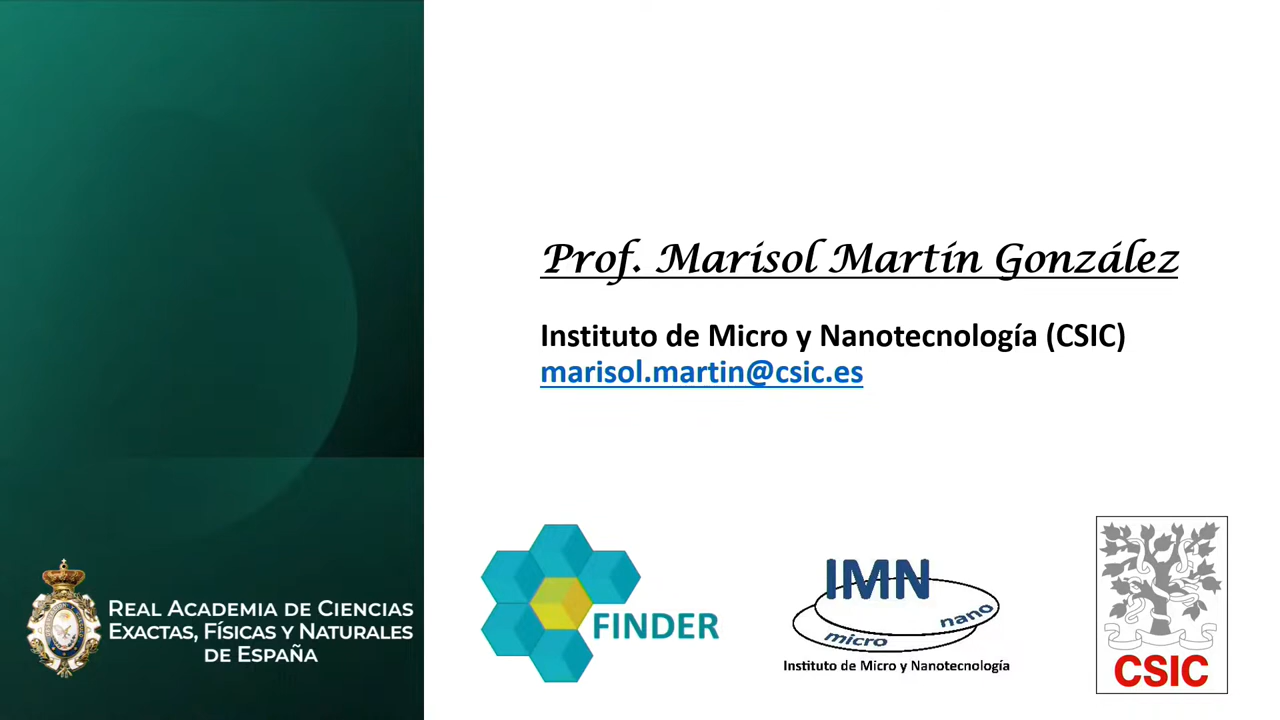 Prof. Marisol Martín González
Instituto de Micro y Nanotecnología (CSIC)
marisol.martin@csic.es
REAL ACADEMIA DE CIENCIAS
EXACTAS, FÍSICAS Y NATURALES
DE ESPAÑA
FINDER
IMN
micro
nano
Instituto de Micro y Nanotecnología
CSIC